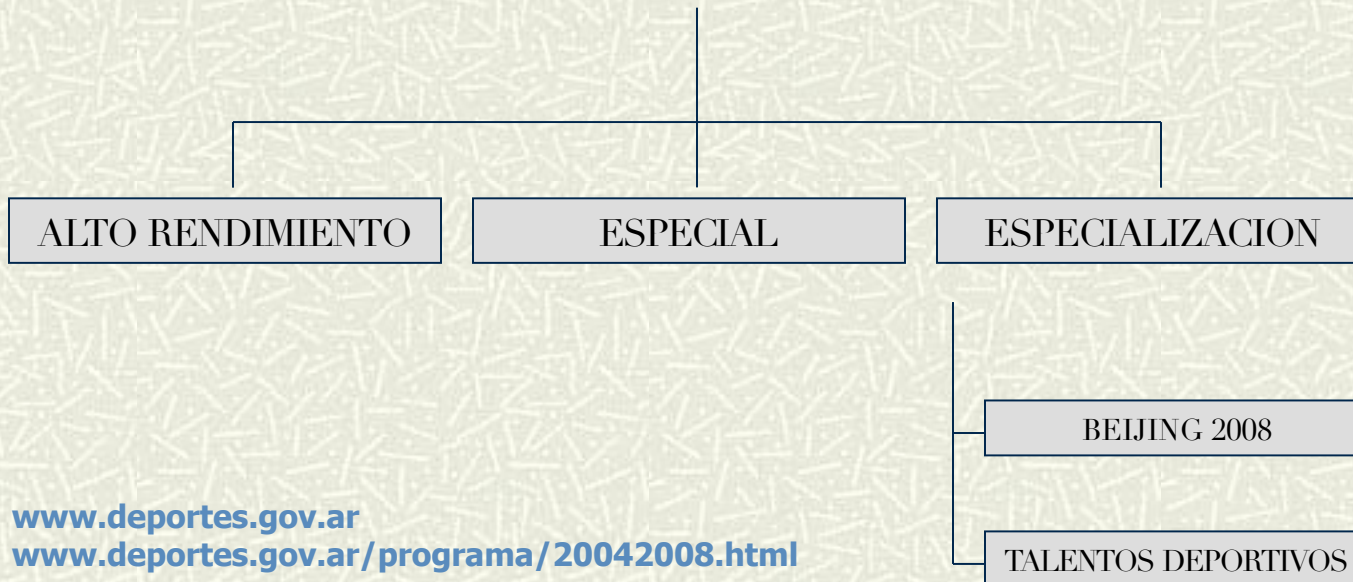 ALTO RENDIMIENTO
ESPECIAL
ESPECIALIZACION
BEIJING 2008
TALENTOS DEPORTIVOS
www.deportes.gov.ar
www.deportes.gov.ar/programa/20042008.html